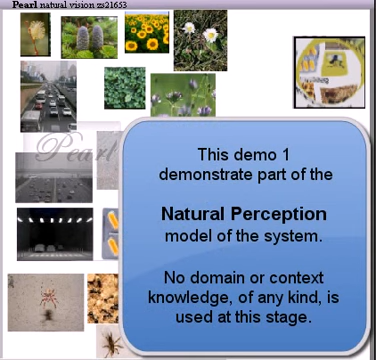 Pearl natural vision zs21653
Pearl
This demo 1
demonstrate part of the
Natural Perception
model of the system.
No domain or context
knowledge, of any kind, is
used at this stage.